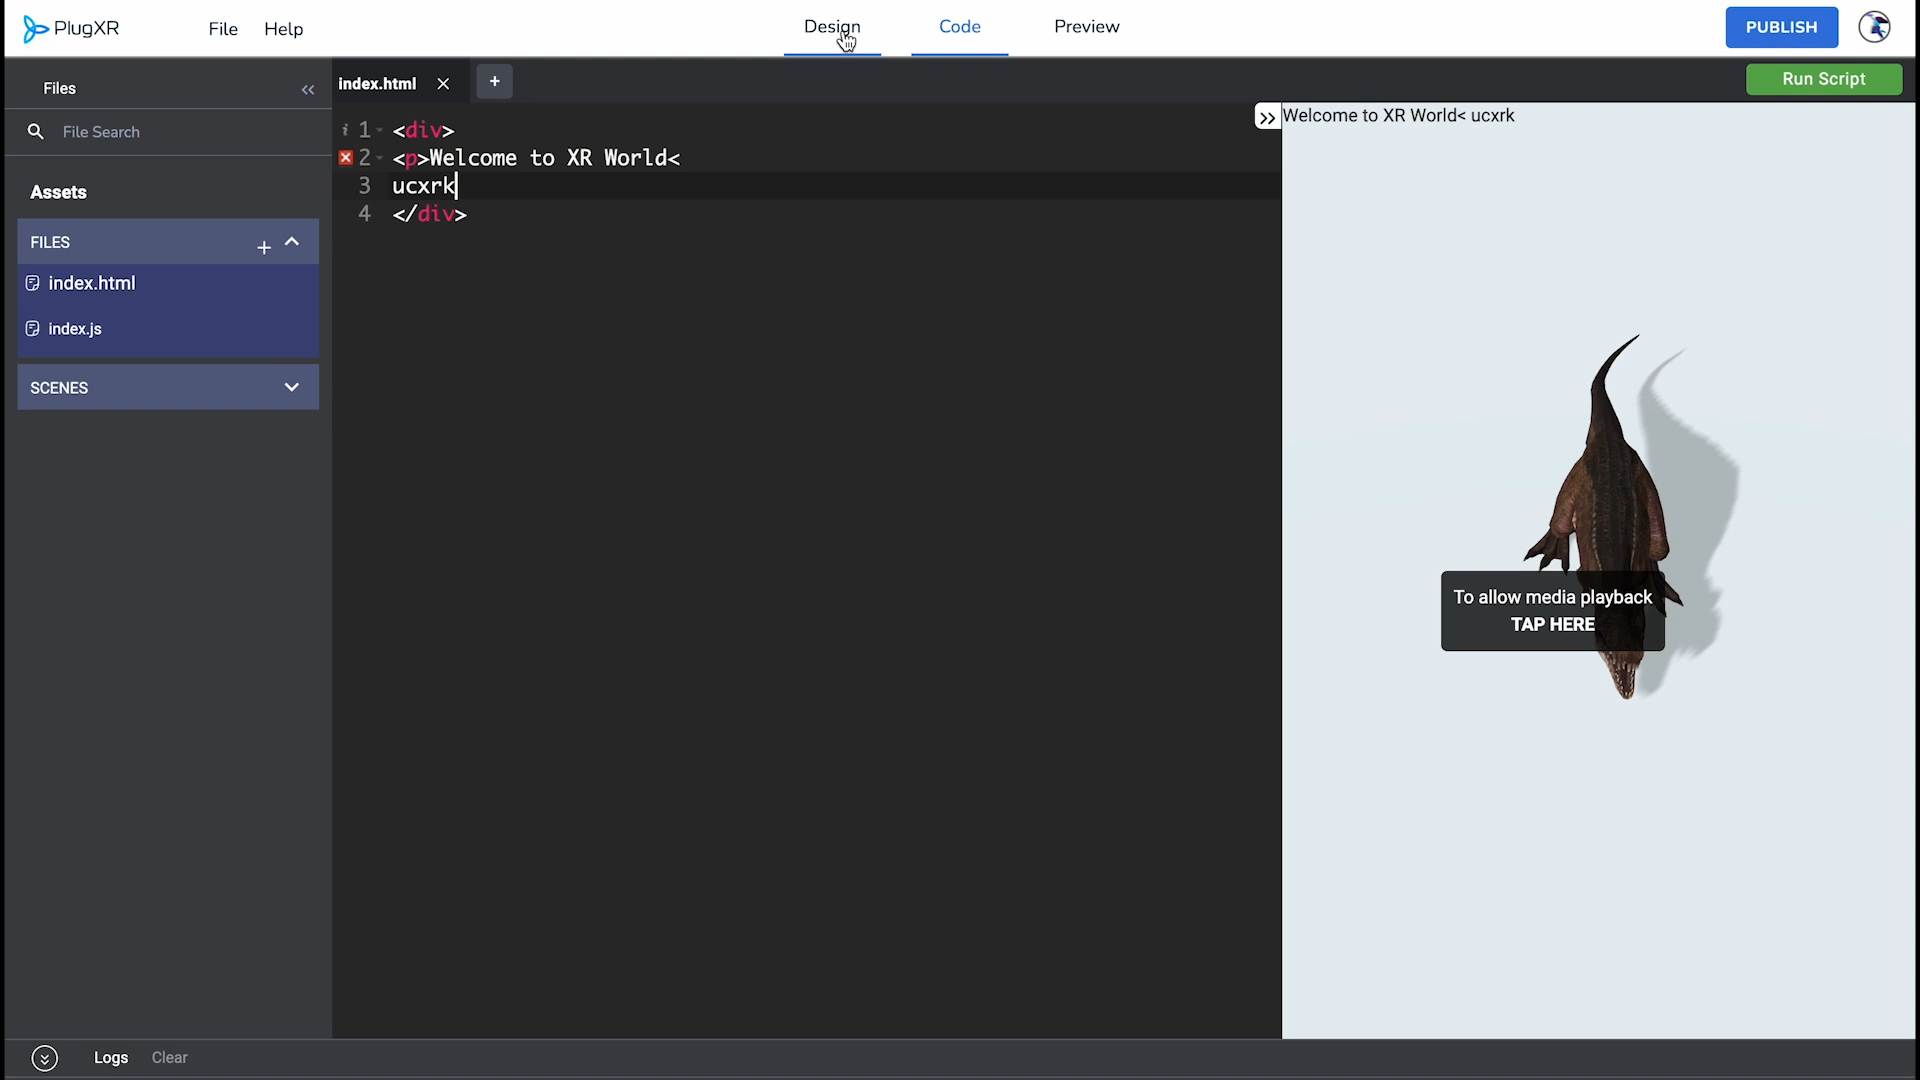 PlugXR
File Help
Design Code Preview
PUBLISH
Files
index.html
+
Run Script
File Search
Assets
FILES
index.html
index.js
SCENES
1 <div>
2 <p>Welcome to XR World<
3 ucxrk
4 </div>
Welcome to XR World< ucxrk
To allow media playback
TAP HERE
Logs Clear